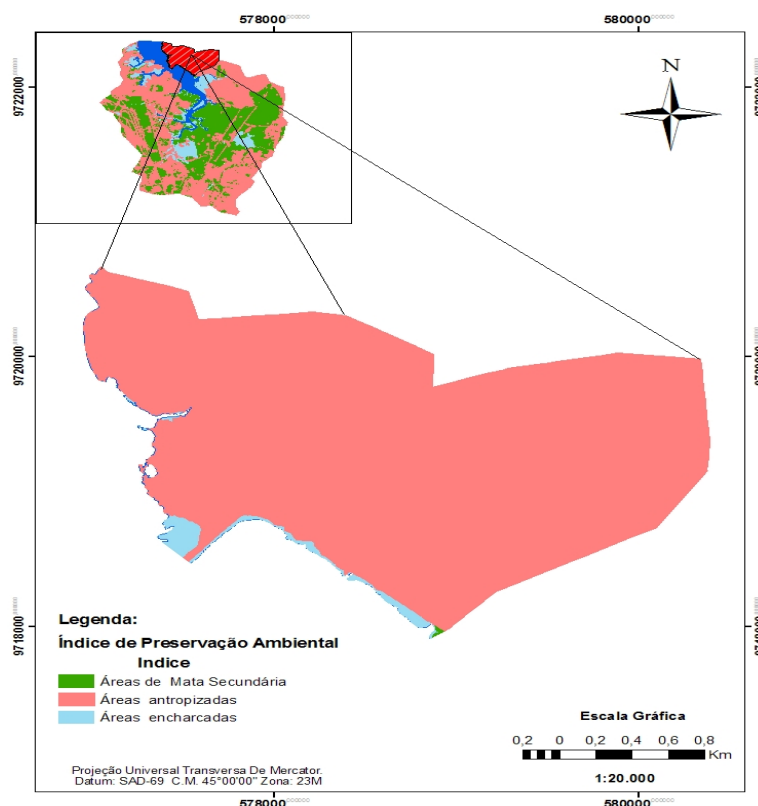 578000 580000
N
9722000
9720000 9720000
9718000
Legenda:
Índice de Preservação Ambiental
Indice
Áreas de Mata Secundária
Áreas antropizadas
Áreas encharcadas
Escala Gráfica
0,2 0 0,2 0,4 0,6 0,8
Km
1:20.000
Projeção Universal Transversa De Mercator.
Datum: SAD-69 C.M. 45°00'00" Zona: 23M
578000 580000